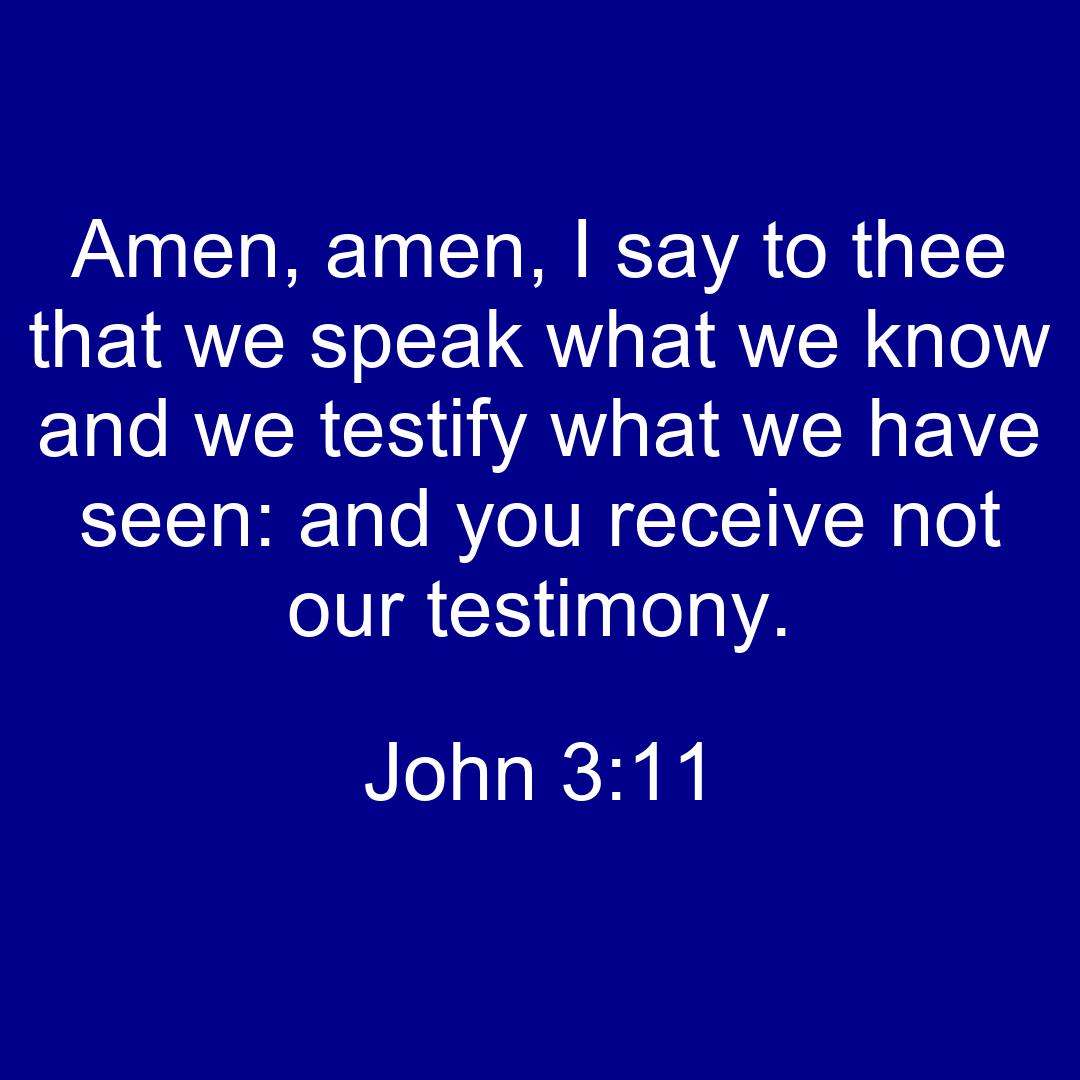 Amen, amen, I say to thee
that we speak what we know
and we testify what we have
seen: and you receive not
our testimony.
John 3:11